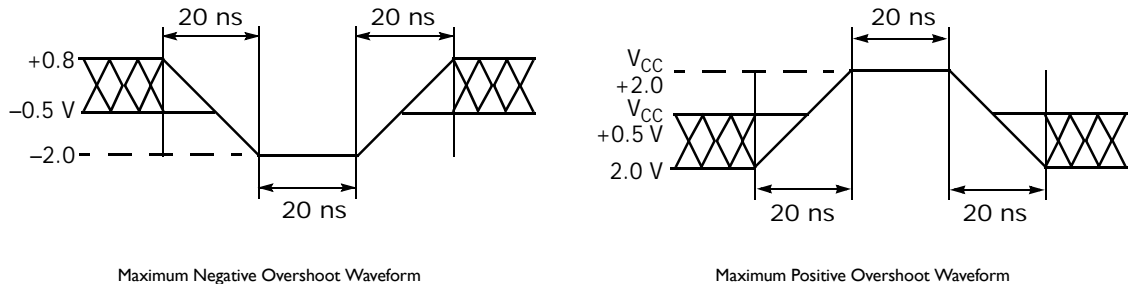 20 ns
20 ns
+0.8
–0.5 V
–2.0
20 ns
Maximum Negative Overshoot Waveform
20 ns
VCC
+2.0
VCC
+0.5 V
2.0 V
20 ns
20 ns
Maximum Positive Overshoot Waveform